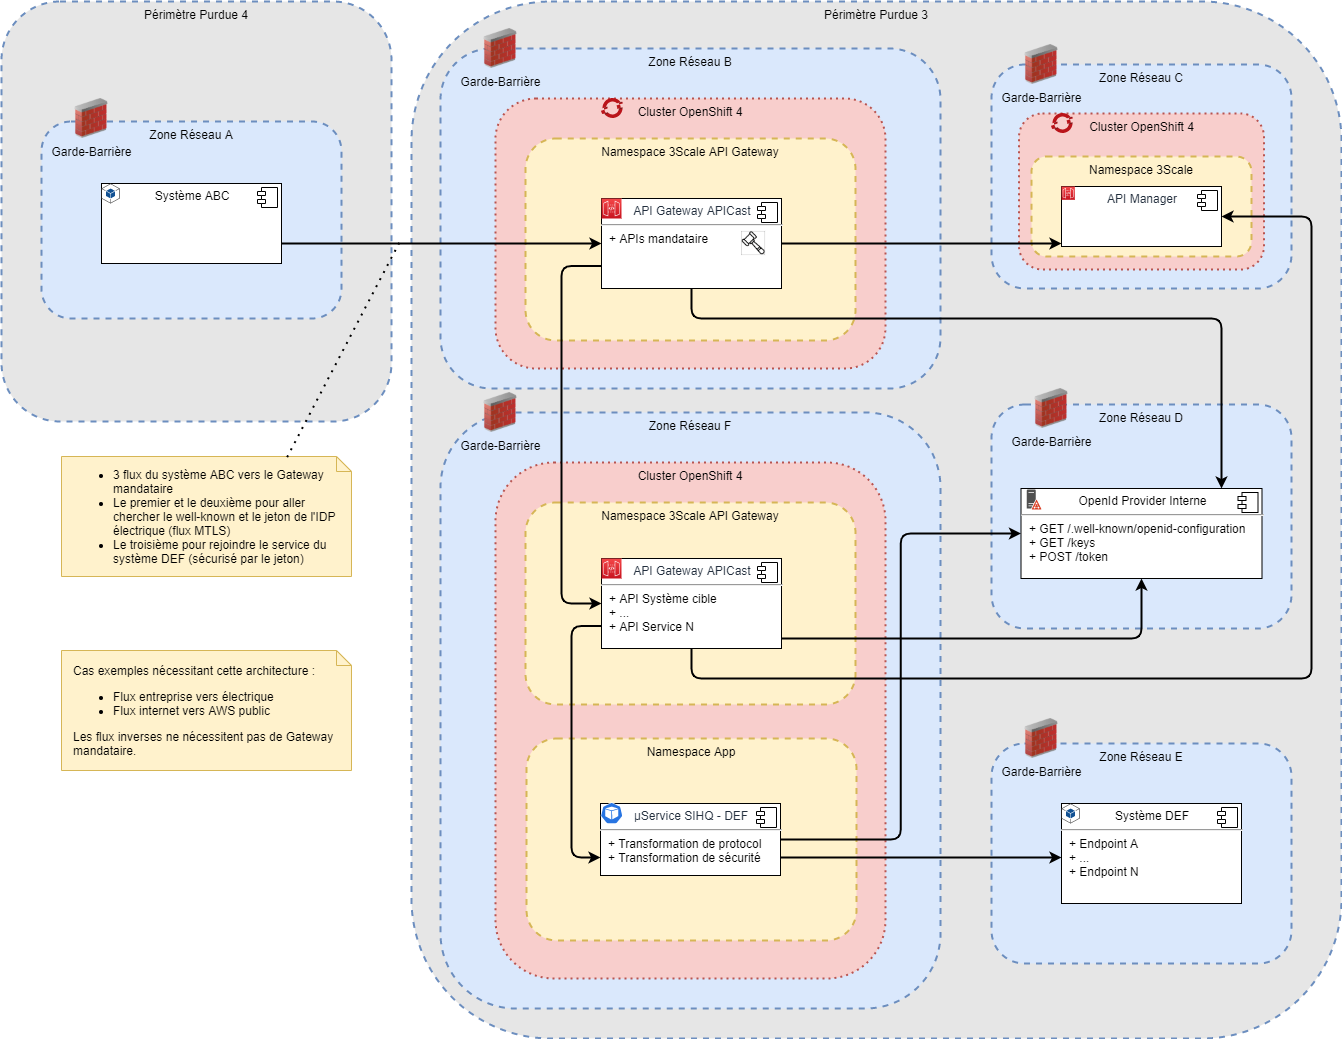 Périmètre Purdue 4
Garde-Barrière
Zone Réseau A
Système ABC
3 flux du système ABC vers le Gateway
mandataire
Le premier et le deuxième pour aller
chercher le well-known et le jeton de l'IDP
électrique (flux MTLS)
Le troisième pour rejoindre le service du
système DEF (sécurisé par le jeton)
Cas exemples nécessitant cette architecture :
Flux entreprise vers électrique
Flux internet vers AWS public
Les flux inverses ne nécessitent pas de Gateway
mandataire.
Périmètre Purdue 3
Garde-Barrière
Zone Réseau B
Cluster OpenShift 4
Namespace 3Scale API Gateway
API Gateway APICast
+ APIs mandataire
Garde-Barrière
Zone Réseau C
Cluster OpenShift 4
Namespace 3Scale
API Manager
Garde-Barrière
Zone Réseau F
Cluster OpenShift 4
Namespace 3Scale API Gateway
API Gateway APICast
+ API Système cible
+ ...
+ API Service N
Namespace App
µService SIHQ - DEF
+ Transformation de protocol
+ Transformation de sécurité
Garde-Barrière
Zone Réseau D
OpenId Provider Interne
+ GET /.well-known/openid-configuration
+ GET /keys
+ POST /token
Garde-Barrière
Zone Réseau E
Système DEF
+ Endpoint A
+ ...
+ Endpoint N